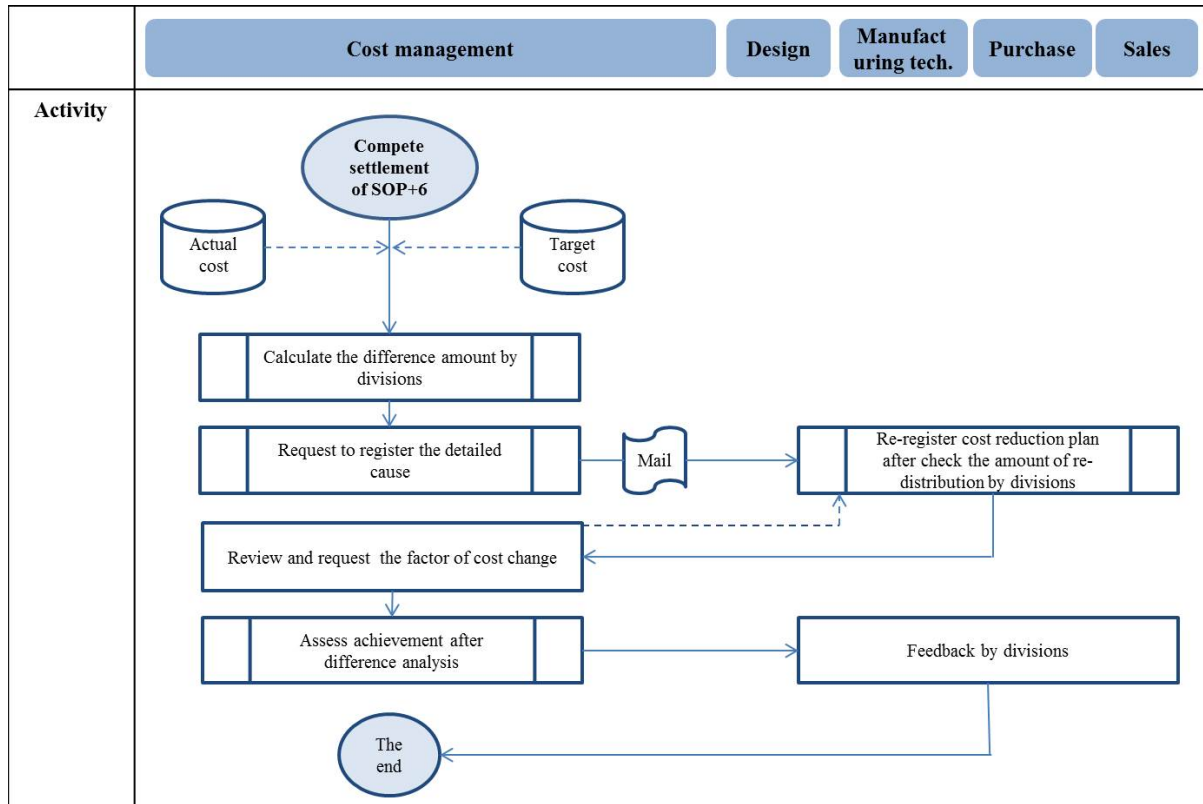 Cost management
Design
Manufact
uring tech.
Purchase
Sales
Activity
Compete
settlement
of SOP+6
Actual
cost
Target
cost
Calculate the difference amount by
divisions
Request to register the detailed
cause
Mail
Re-register cost reduction plan
after check the amount of re-
distribution by divisions
Review and request the factor of cost change
Assess achievement after
difference analysis
Feedback by divisions
The
end